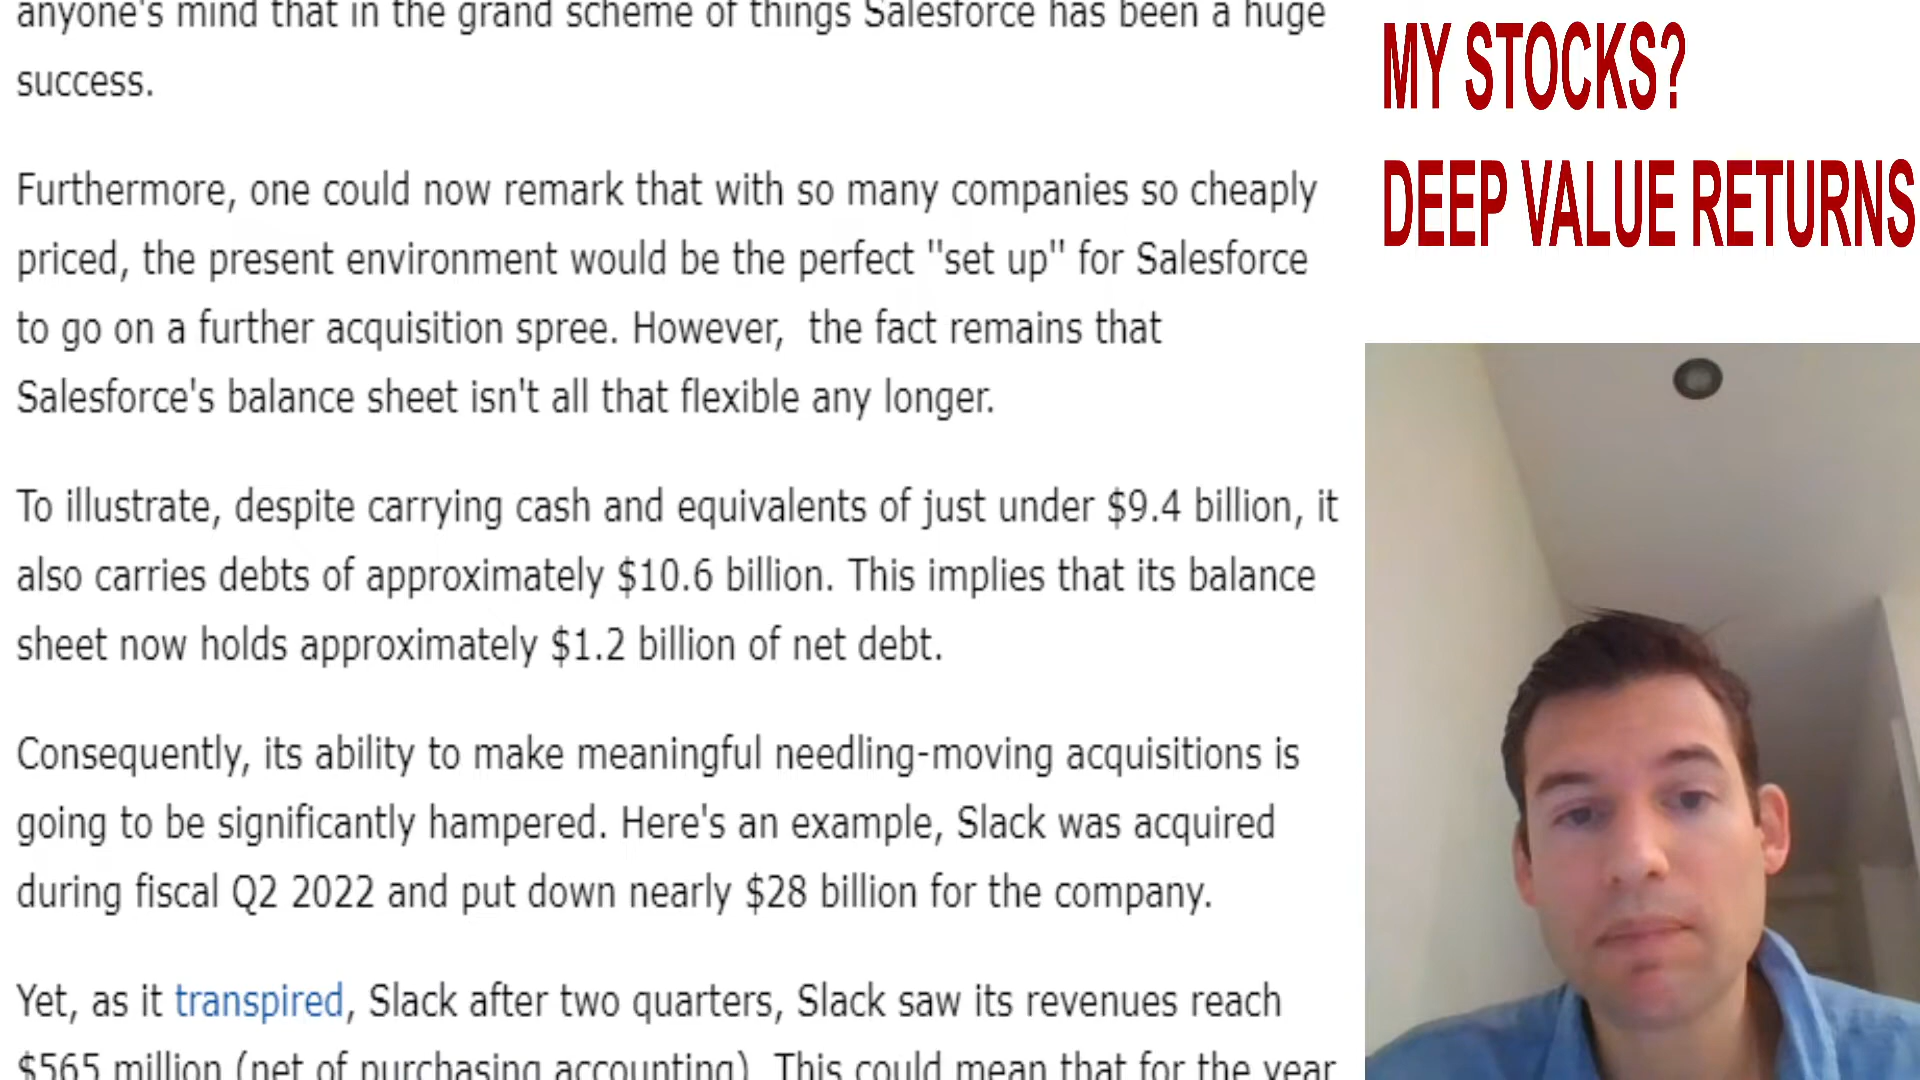 anyone's mind that in the grand scheme of things Salesforce has been a huge
success.
Furthermore, one could now remark that with so many companies so cheaply
priced, the present environment would be the perfect "set up" for Salesforce
to go on a further acquisition spree. However,  the fact remains that
Salesforce's balance sheet isn't all that flexible any longer.
To illustrate, despite carrying cash and equivalents of just under $9.4 billion, it
also carries debts of approximately $10.6 billion. This implies that its balance
sheet now holds approximately $1.2 billion of net debt.
Consequently, its ability to make meaningful needling-moving acquisitions is
going to be significantly hampered. Here's an example, Slack was acquired
during fiscal Q2 2022 and put down nearly $28 billion for the company.
Yet, as it transpired, Slack after two quarters, Slack saw its revenues reach
$565 million (net of purchasing accounting). This could mean that for the year
MY STOCKS?
DEEP VALUE RETURNS